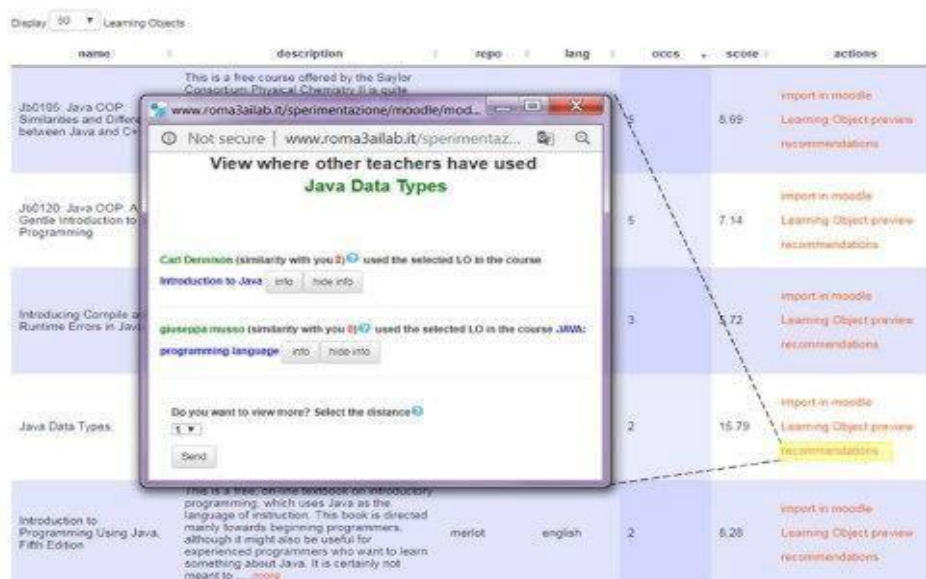 Display 50 Learning Objects
name description repo lang occs score actions
This is a free course offered by the Saylor
Consortium Physical Chemistry II is quite
Jb0195: Java OOP:
Similarities and Differe
between Java and C+
8.69
import in moodle
Learning Object preview
recommendations
www.roma3ailab.it/sperimentazione/moodle/mod...
Not secure | www.roma3ailab.it/sperimentaz...
View where other teachers have used
Java Data Types
Jb0120: Java OOP: A
Gentle Introduction to
Programming
5
7.14
import in moodle
Learning Object preview
recommendations
Carl Dennison (similarity with you 2) used the selected LO in the course
Introduction to Java info hide info
Introducing Compile a
Runtime Errors in Java
3
5.72
import in moodle
Learning Object preview
recommendations
giuseppa musso (similarity with you 0) used the selected LO in the course JAVA:
programming language info hide info
Do you want to view more? Select the distance
1
Send
Java Data Types
2
15.79
import in moodle
Learning Object preview
recommendations
Introduction to
Programming Using Java,
Fifth Edition
This is a free, on-line textbook on introductory
programming, which uses Java as the
language of instruction. This book is directed
mainly towards beginning programmers,
although it might also be useful for
experienced programmers who want to learn
something about Java. It is certainly not
meant to ..... more
merlot
english
2
6.28
import in moodle
Learning Object preview
recommendations